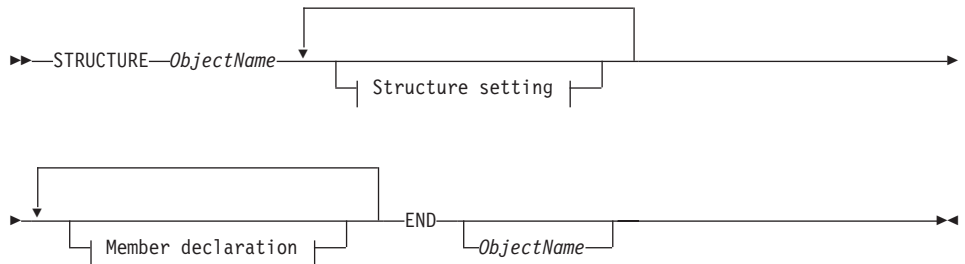 STRUCTURE ObjectName
Structure setting
END
Member declaration ObjectName